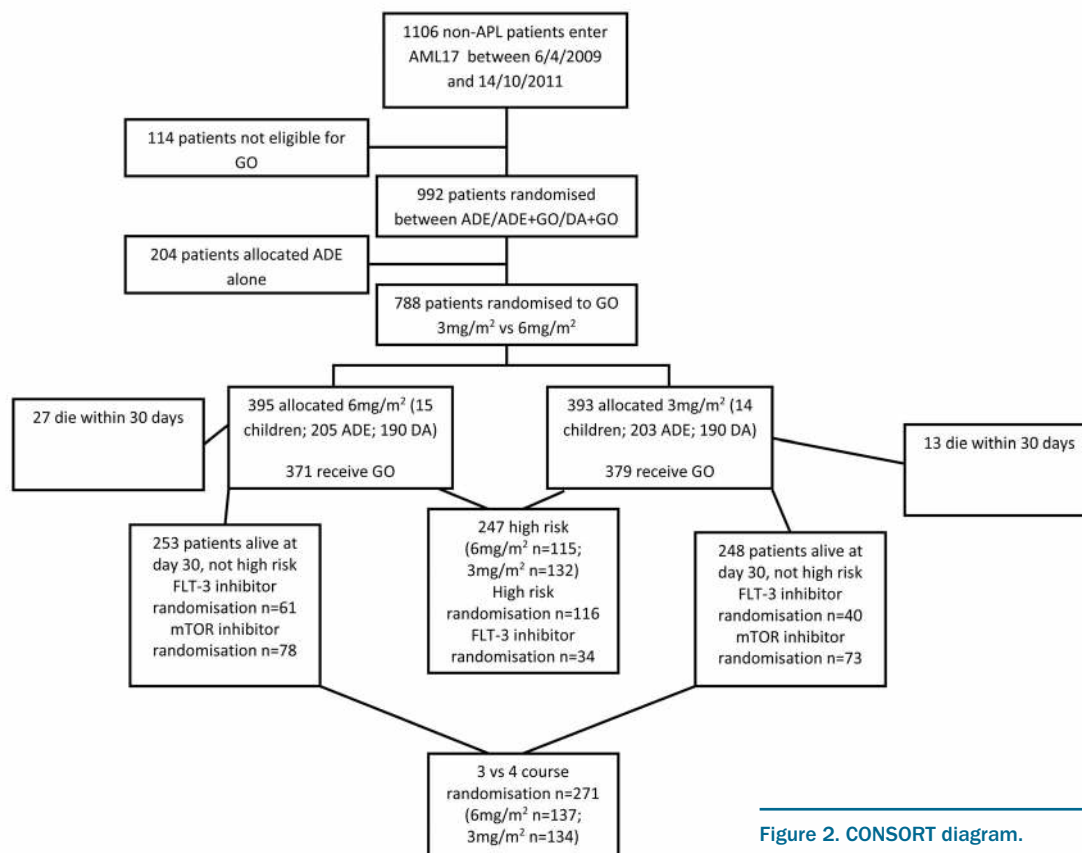 1106 non-APL patients enter
AML17 between 6/4/2009
and 14/10/2011
114 patients not eligible for
GO
992 patients randomised
between ADE/ADE+GO/DA+GO
204 patients allocated ADE
alone
788 patients randomised to GO
3mg/m² vs 6mg/m²
27 die within 30 days
395 allocated 6mg/m² (15
children; 205 ADE; 190 DA)
371 receive GO
393 allocated 3mg/m² (14
children; 203 ADE; 190 DA)
379 receive GO
13 die within 30 days
253 patients alive at
day 30, not high risk
FLT-3 inhibitor
randomisation n=61
mTOR inhibitor
randomisation n=78
247 high risk
(6mg/m² n=115;
3mg/m² n=132)
High risk
randomisation n=116
FLT-3 inhibitor
randomisation n=34
248 patients alive at
day 30, not high risk
FLT-3 inhibitor
randomisation n=40
mTOR inhibitor
randomisation n=73
3 vs 4 course
randomisation n=271
(6mg/m² n=137;
3mg/m² n=134)
Figure 2. CONSORT diagram.